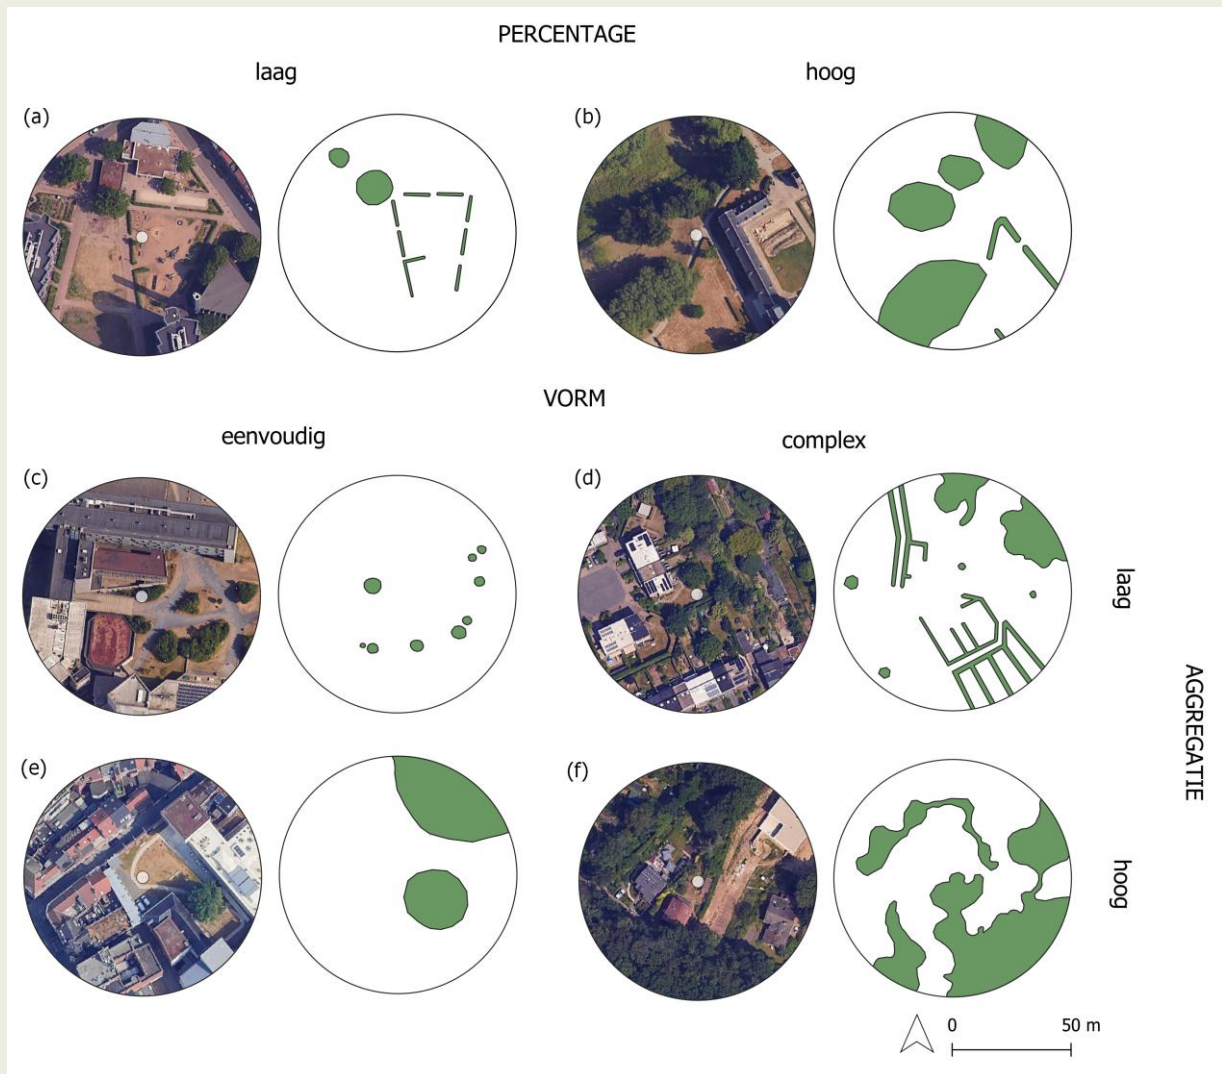 PERCENTAGE
laag
hoog
(a)
(b)
VORM
eenvoudig
complex
(c)
(d)
laag
(e)
(f)
hoog
AGGREGATIE
0
50 m